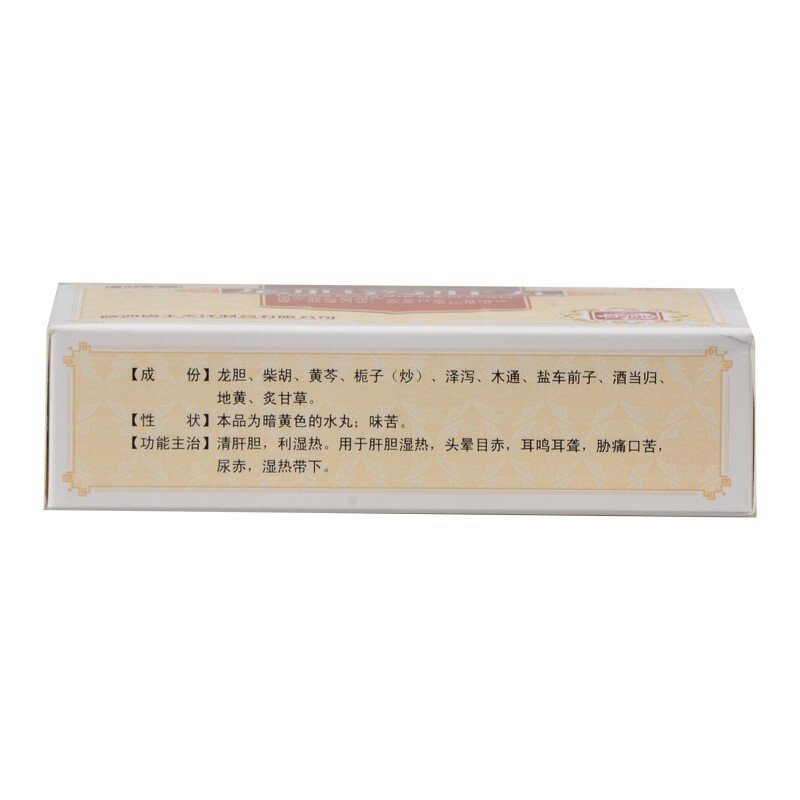 【成　份】龙胆、柴胡、黄芩、栀子（炒）、泽泻、木通、盐车前子、酒当归、
地黄、炙甘草。
【性　状】本品为暗黄色的水丸；味苦。
【功能主治】清肝胆，利湿热。用于肝胆湿热，头晕目赤，耳鸣耳聋，胁痛口苦，
尿赤，湿热带下。